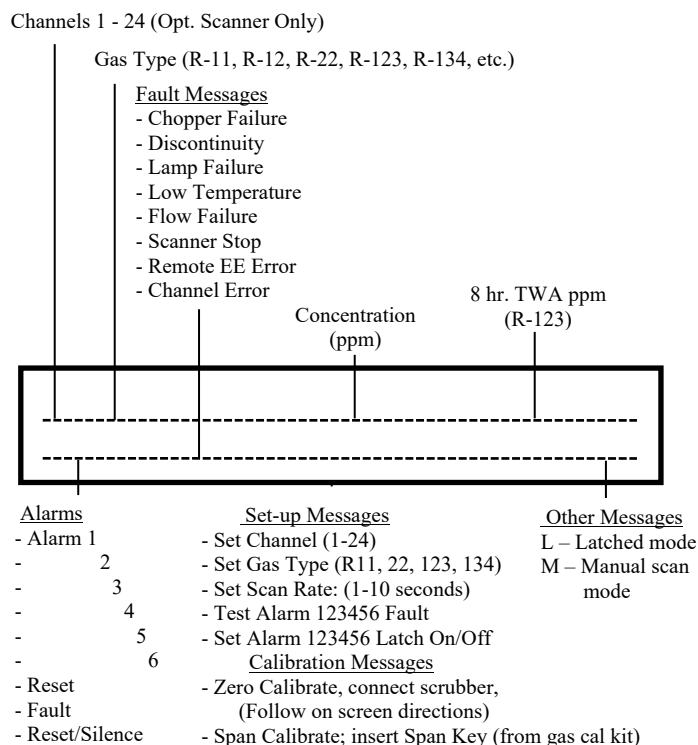 Channels 1 - 24 (Opt. Scanner Only)
Gas Type (R-11, R-12, R-22, R-123, R-134, etc.)
Fault Messages
- Chopper Failure
- Discontinuity
- Lamp Failure
- Low Temperature
- Flow Failure
- Scanner Stop
- Remote EE Error
- Channel Error
Concentration
(ppm)
8 hr. TWA ppm
(R-123)
Alarms
- Alarm 1
- 2
- 3
- 4
- 5
- 6
- Reset
- Fault
- Reset/Silence
Set-up Messages
- Set Channel (1-24)
- Set Gas Type (R11, 22, 123, 134)
- Set Scan Rate: (1-10 seconds)
- Test Alarm 123456 Fault
- Set Alarm 123456 Latch On/Off
Calibration Messages
- Zero Calibrate, connect scrubber,
(Follow on screen directions)
- Span Calibrate; insert Span Key (from gas cal kit)
Other Messages
L – Latched mode
M – Manual scan
mode